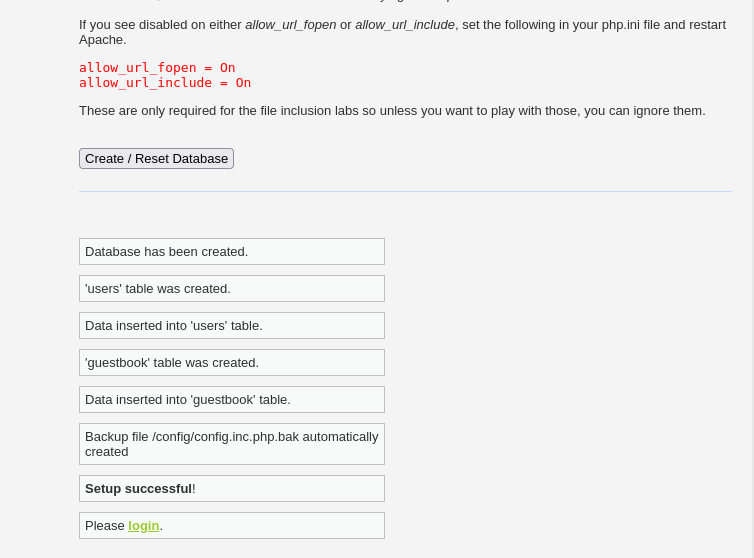 If you see disabled on either allow_url_fopen or allow_url_include, set the following in your php.ini file and restart
Apache.
allow_url_fopen = On
allow_url_include = On
These are only required for the file inclusion labs so unless you want to play with those, you can ignore them.
Create / Reset Database
Database has been created.
'users' table was created.
Data inserted into 'users' table.
'guestbook' table was created.
Data inserted into 'guestbook' table.
Backup file /config/config.inc.php.bak automatically
created
Setup successful!
Please login.